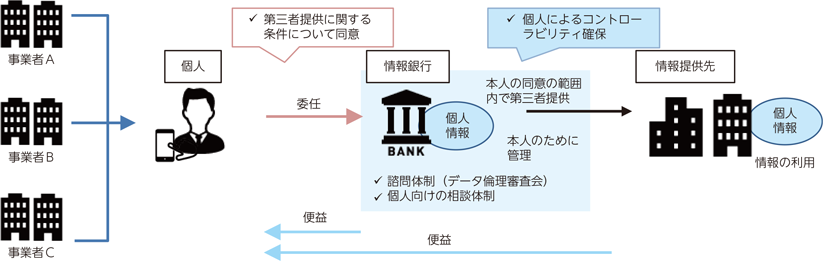 事業者A
事業者B
事業者C
個人
✓ 第三者提供に関する
条件について同意
委任
情報銀行
BANK
個人
情報
✓ 諮問体制（データ倫理審査会）
✓ 個人向けの相談体制
✓ 個人によるコントロー
ラビリティ確保
本人の同意の範囲
内で第三者提供
本人のために
管理
情報提供先
個人
情報
情報の利用
便益
便益